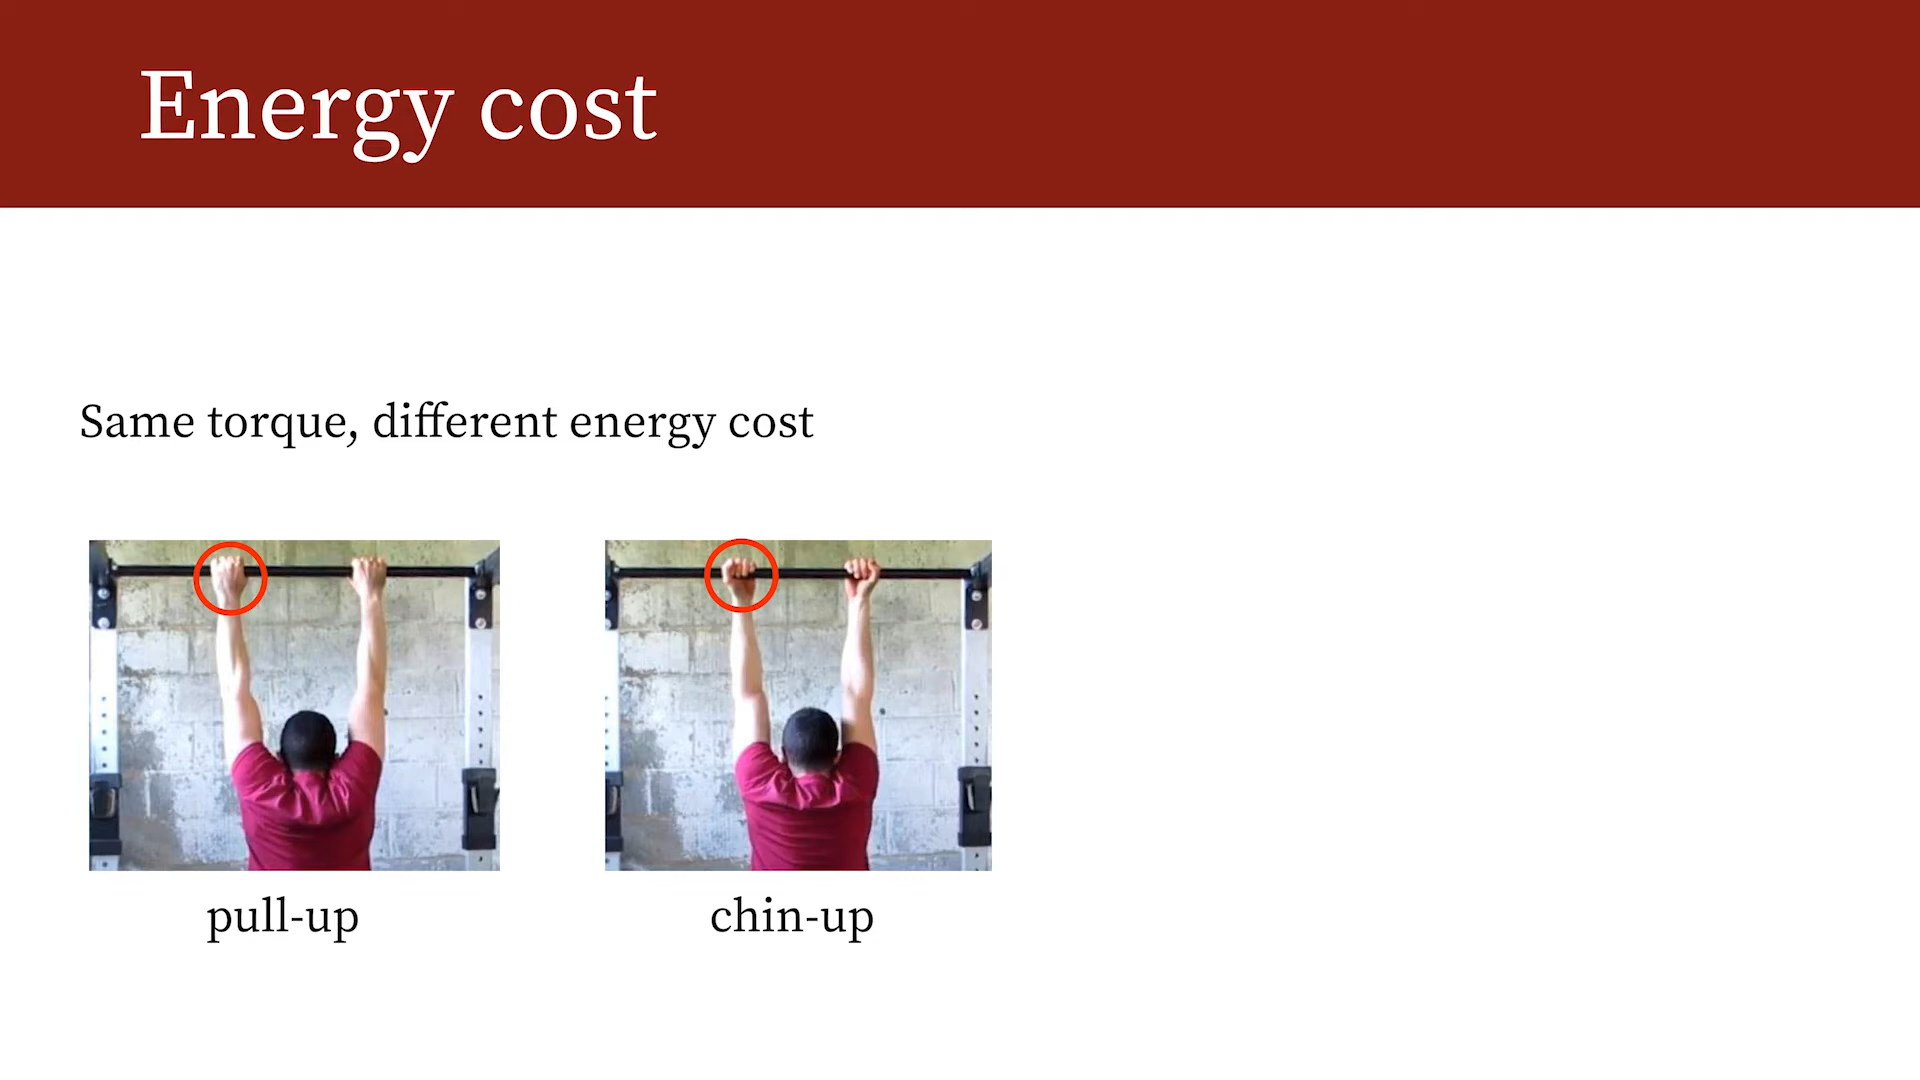 Energy cost
Same torque, different energy cost
pull-up
chin-up